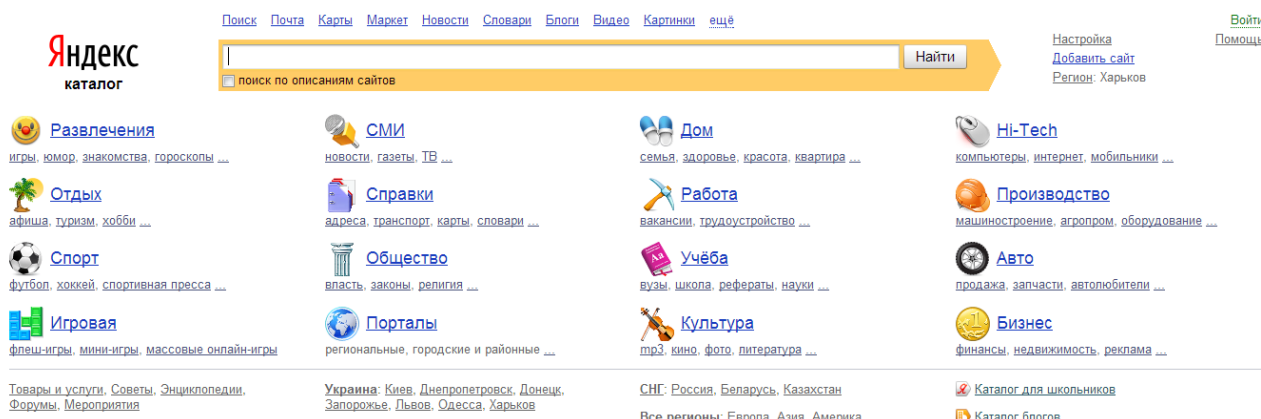 Поиск Почта Карты Маркет Новости Словари Блоги Видео Картинки ещё
Войти
Яндекс
каталог
Найти
поиск по описаниям сайтов
Настройка
Помощь
Добавить сайт
Регион: Харьков
Развлечения
игры, юмор, знакомства, гороскопы ...
СМИ
новости, газеты, ТВ ...
Дом
семья, здоровье, красота, квартира ...
Hi-Tech
компьютеры, интернет, мобильники ...
Отдых
афиша, туризм, хобби ...
Справки
адреса, транспорт, карты, словари ...
Работа
вакансии, трудоустройство ...
Производство
машиностроение, агропром, оборудование ...
Спорт
футбол, хоккей, спортивная пресса ...
Общество
власть, законы, религия ...
Учёба
вузы, школа, рефераты, науки ...
Авто
продажа, запчасти, автолюбители ...
Игровая
флеш-игры, мини-игры, массовые онлайн-игры
Порталы
региональные, городские и районные ...
Культура
mp3, кино, фото, литература ...
Бизнес
финансы, недвижимость, реклама ...
Товары и услуги, Советы, Энциклопедии,
Форумы, Мероприятия
Украина: Киев, Днепропетровск, Донецк,
Запорожье, Львов, Одесса, Харьков
СНГ: Россия, Беларусь, Казахстан
Все регионы: Европа, Азия, Америка
Каталог для школьников
Каталог блогов